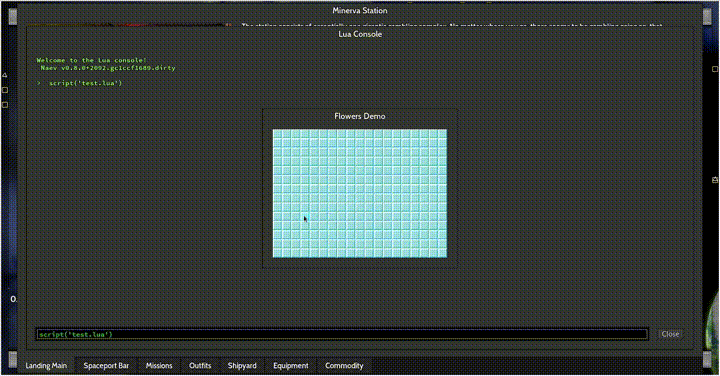 Minerva Station
Lua Console
Welcome to the Lua console!
Naev v0.8.0+2092.gc1ccf1689.dirty
> script('test.lua')
Flowers Demo
script('test.lua')
Close
Landing Main
Spaceport Bar
Missions
Outfits
Shipyard
Equipment
Commodity